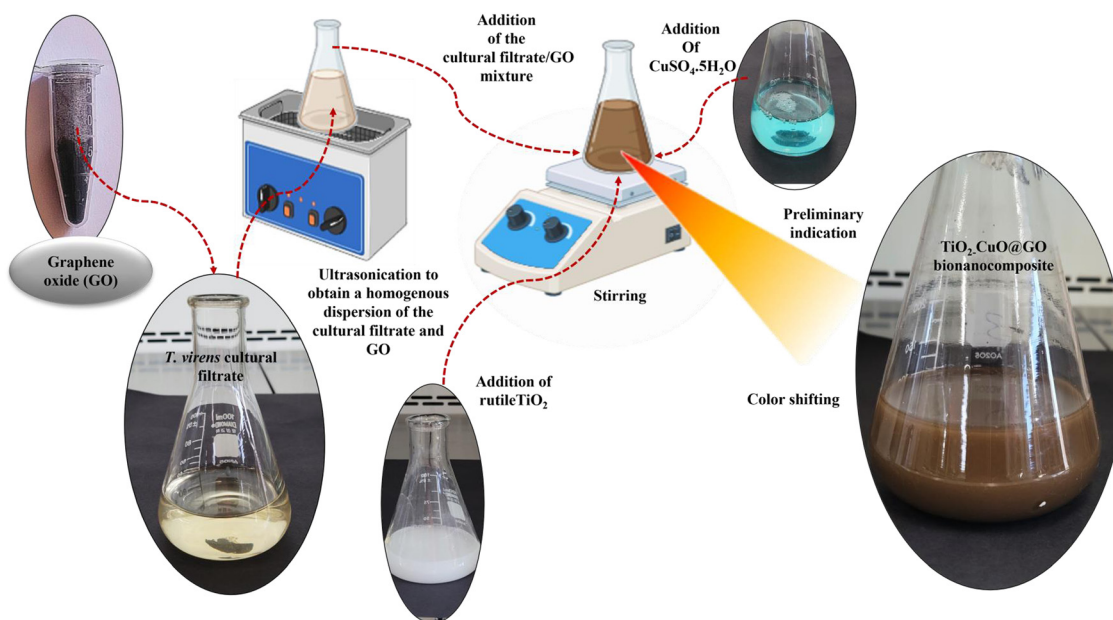 Addition
of the
cultural filtrate/GO
mixture
Addition
Of
CuSO₄.5H₂O
Graphene
oxide (GO)
Ultrasonication to
obtain a homogenous
dispersion of the
cultural filtrate and
GO
Stirring
Preliminary
indication
TiO₂.CuO@GO
bionanocomposite
T. virens cultural
filtrate
Addition of
rutileTiO₂
Color shifting